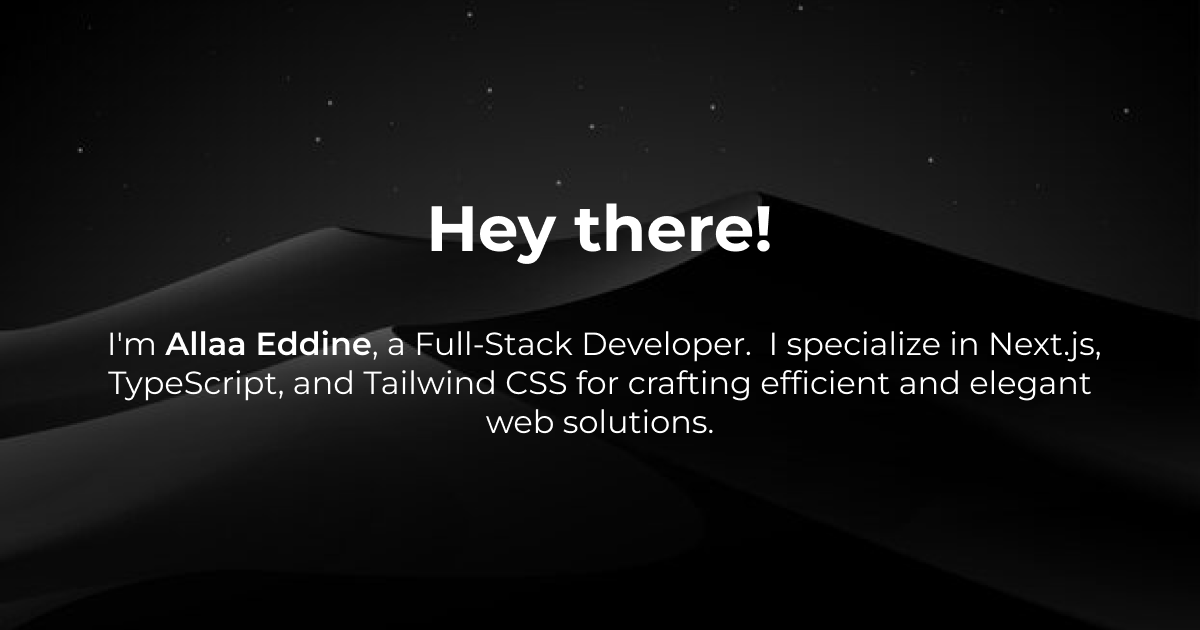 Hey there!
I'm Allaa Eddine, a Full-Stack Developer.  I specialize in Next.js,
TypeScript, and Tailwind CSS for crafting efficient and elegant
web solutions.